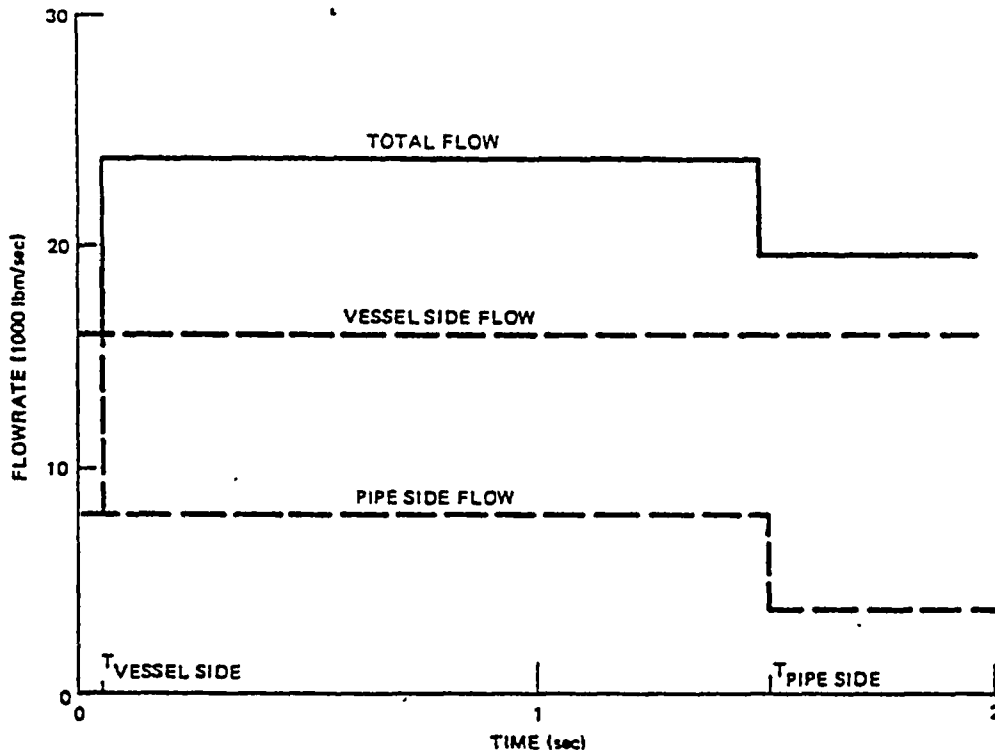 30
TOTAL FLOW
20
VESSEL SIDE FLOW
FLOWRATE (1000 lbm/sec)
10
PIPE SIDE FLOW
TVESSEL SIDE
TPIPE SIDE
0
0
1
2
TIME (sec)